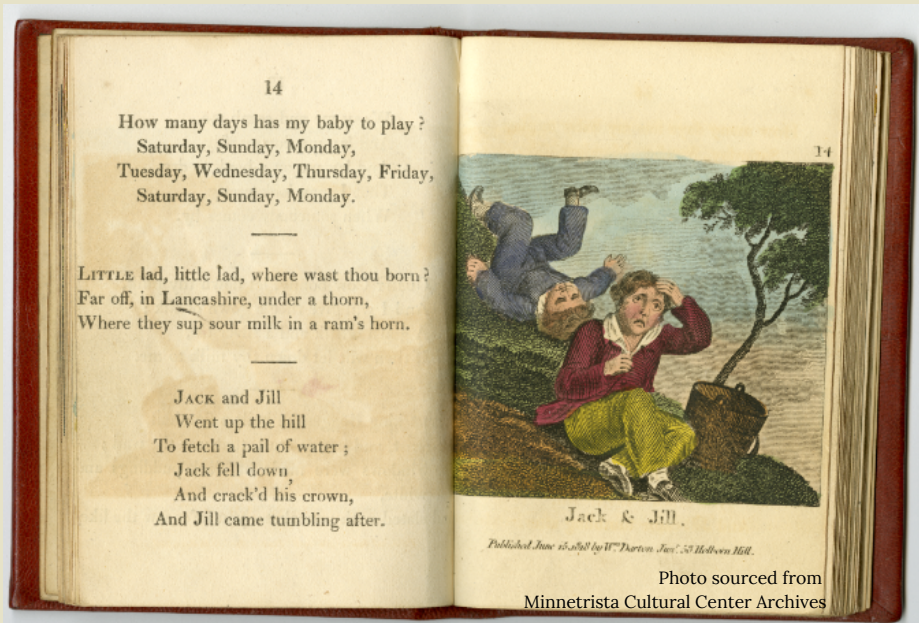 14
How many days has my baby to play ?
Saturday, Sunday, Monday,
Tuesday, Wednesday, Thursday, Friday,
Saturday, Sunday, Monday.
LITTLE lad, little lad, where wast thou born ?
Far off, in Lancashire, under a thorn,
Where they sup sour milk in a ram's horn.
JACK and Jill
Went up the hill
To fetch a pail of water ;
Jack fell down,
And crack'd his crown,
And Jill came tumbling after.
14
Jack & Jill.
Published June 15, 1818 by Wm. Darton Junr. 58 Holborn Hill.
Photo sourced from
Minnetrista Cultural Center Archives